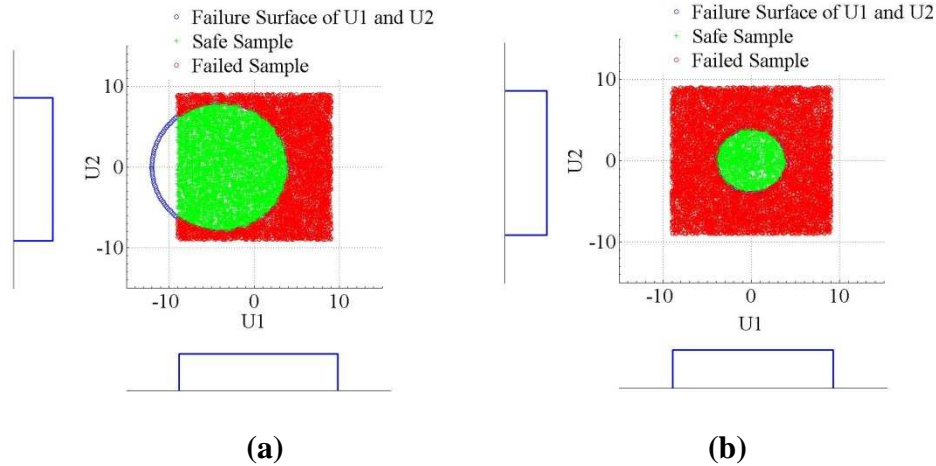 Failure Surface of U1 and U2
Safe Sample
Failed Sample
10
0
-10
U2
-10
0
10
U1
(a)
Failure Surface of U1 and U2
Safe Sample
Failed Sample
10
0
-10
U2
-10
0
10
U1
(b)